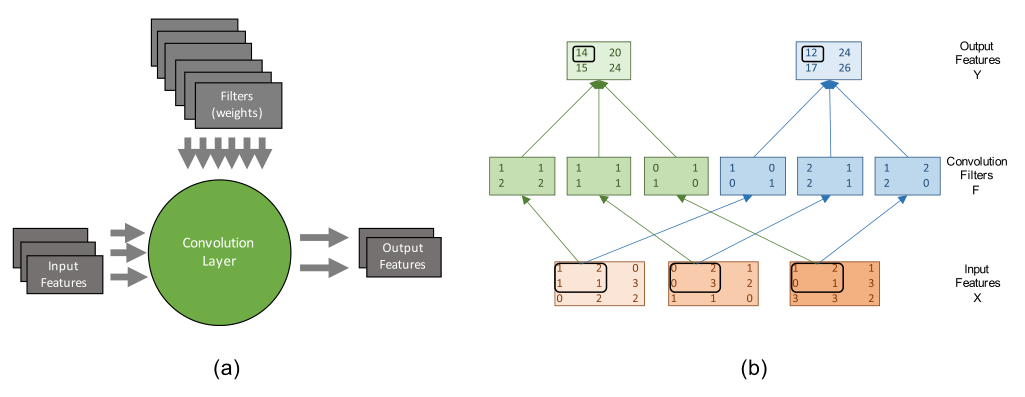 Filters
(weights)
Convolution
Layer
Input
Features
Output
Features
(a)
14 20
15 24
12 24
17 26
Output
Features
Y
1 1
2 2
1 1
1 1
0 1
1 0
1 0
0 1
2 1
2 1
1 2
2 0
Convolution
Filters
F
1 2 0
1 1 3
0 2 2
0 2 1
0 3 2
1 1 0
1 2 1
0 1 3
3 3 2
Input
Features
X
(b)